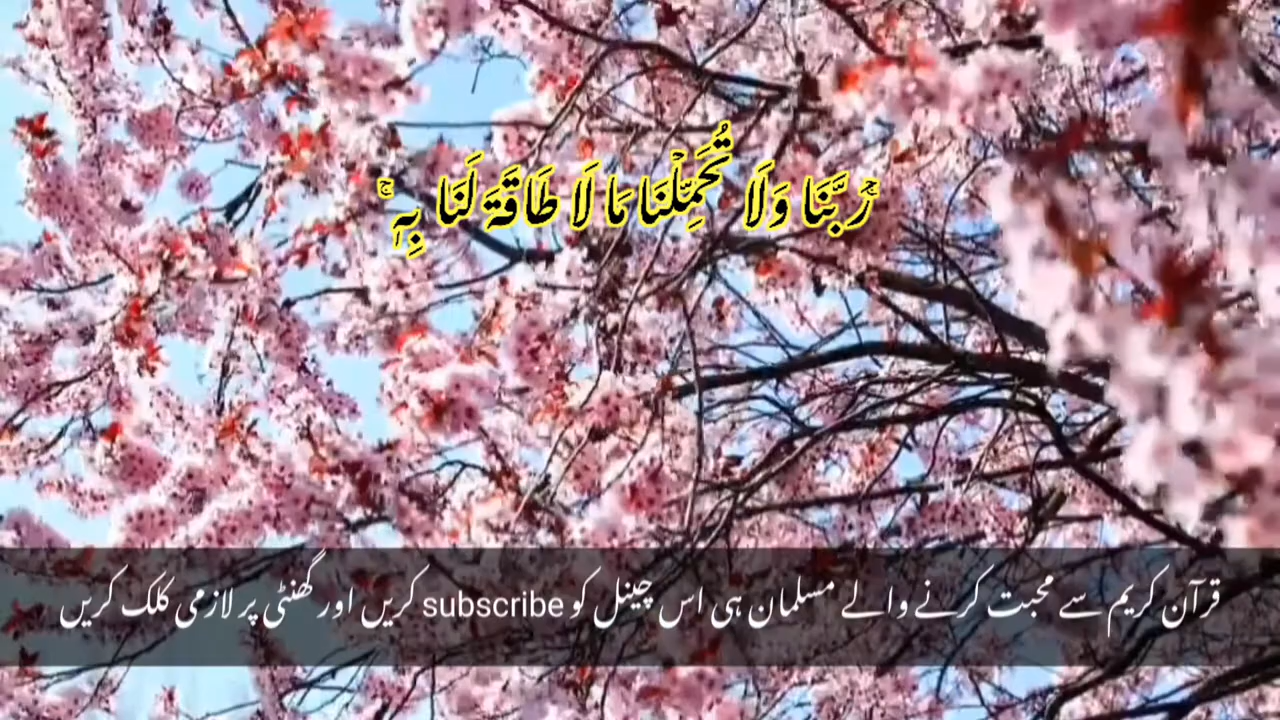 رَبَّنَا وَلَا تُحَمِّلْنَا مَا لَا طَاقَةَ لَنَا بِهٖ ۚ
قرآن کریم سے محبت کرنے والے مسلمان ہی اس چینل کو subscribe کریں اور گھنٹی پر لازمی کلک کریں